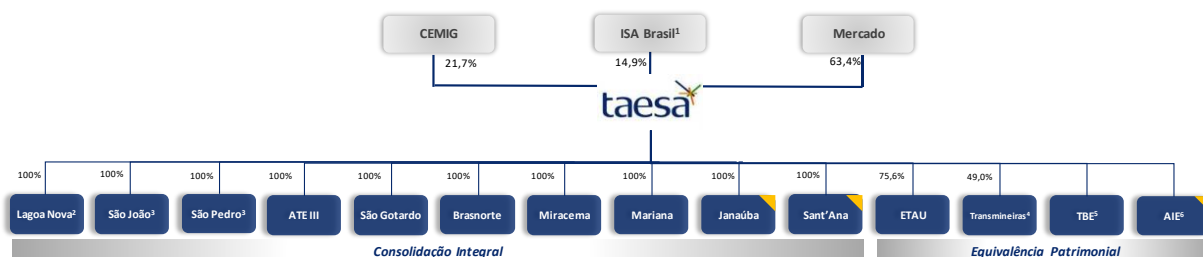 CEMIG
ISA Brasil¹
Mercado
21,7%
14,9%
63,4%
taesa
100%
100%
100%
100%
100%
100%
100%
100%
100%
100%
75,6%
49,0%
Lagoa Nova²
São João³
São Pedro³
ATE III
São Gotardo
Brasnorte
Miracema
Mariana
Janaúba
Sant'Ana
ETAU
Transmineiras⁴
TBE⁵
AIE⁶
Consolidação Integral
Equivalência Patrimonial